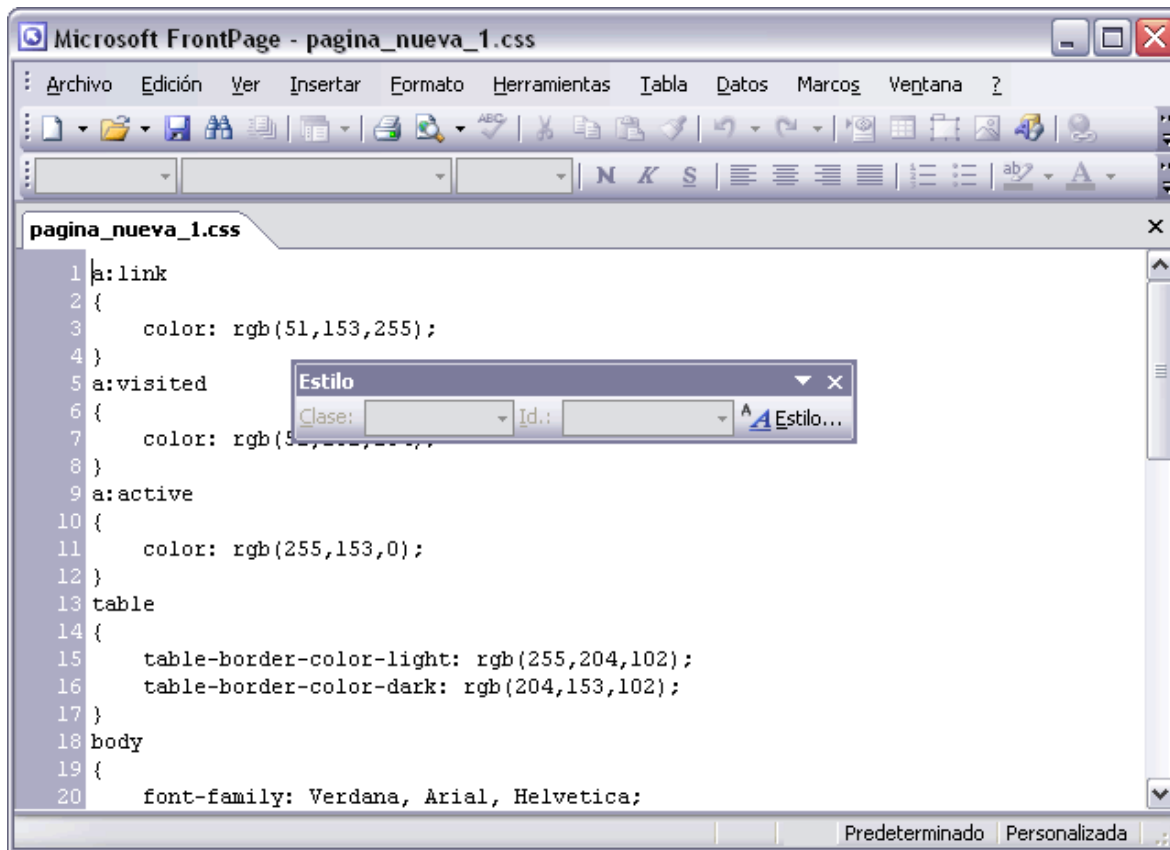 Microsoft FrontPage - pagina_nueva_1.css
Archivo Edición Ver Insertar Formato Herramientas Tabla Datos Marcos Ventana ?
ABC
N K S ab A
pagina_nueva_1.css
1 a:link
2 {
3 color: rgb(51,153,255);
4 }
5 a:visited
6 {
7 color: rgb(
8 }
9 a:active
10 {
11 color: rgb(255,153,0);
12 }
13 table
14 {
15 table-border-color-light: rgb(255,204,102);
16 table-border-color-dark: rgb(204,153,102);
17 }
18 body
19 {
20 font-family: Verdana, Arial, Helvetica;
Estilo
Clase: Id.: Estilo...
Predeterminado Personalizada